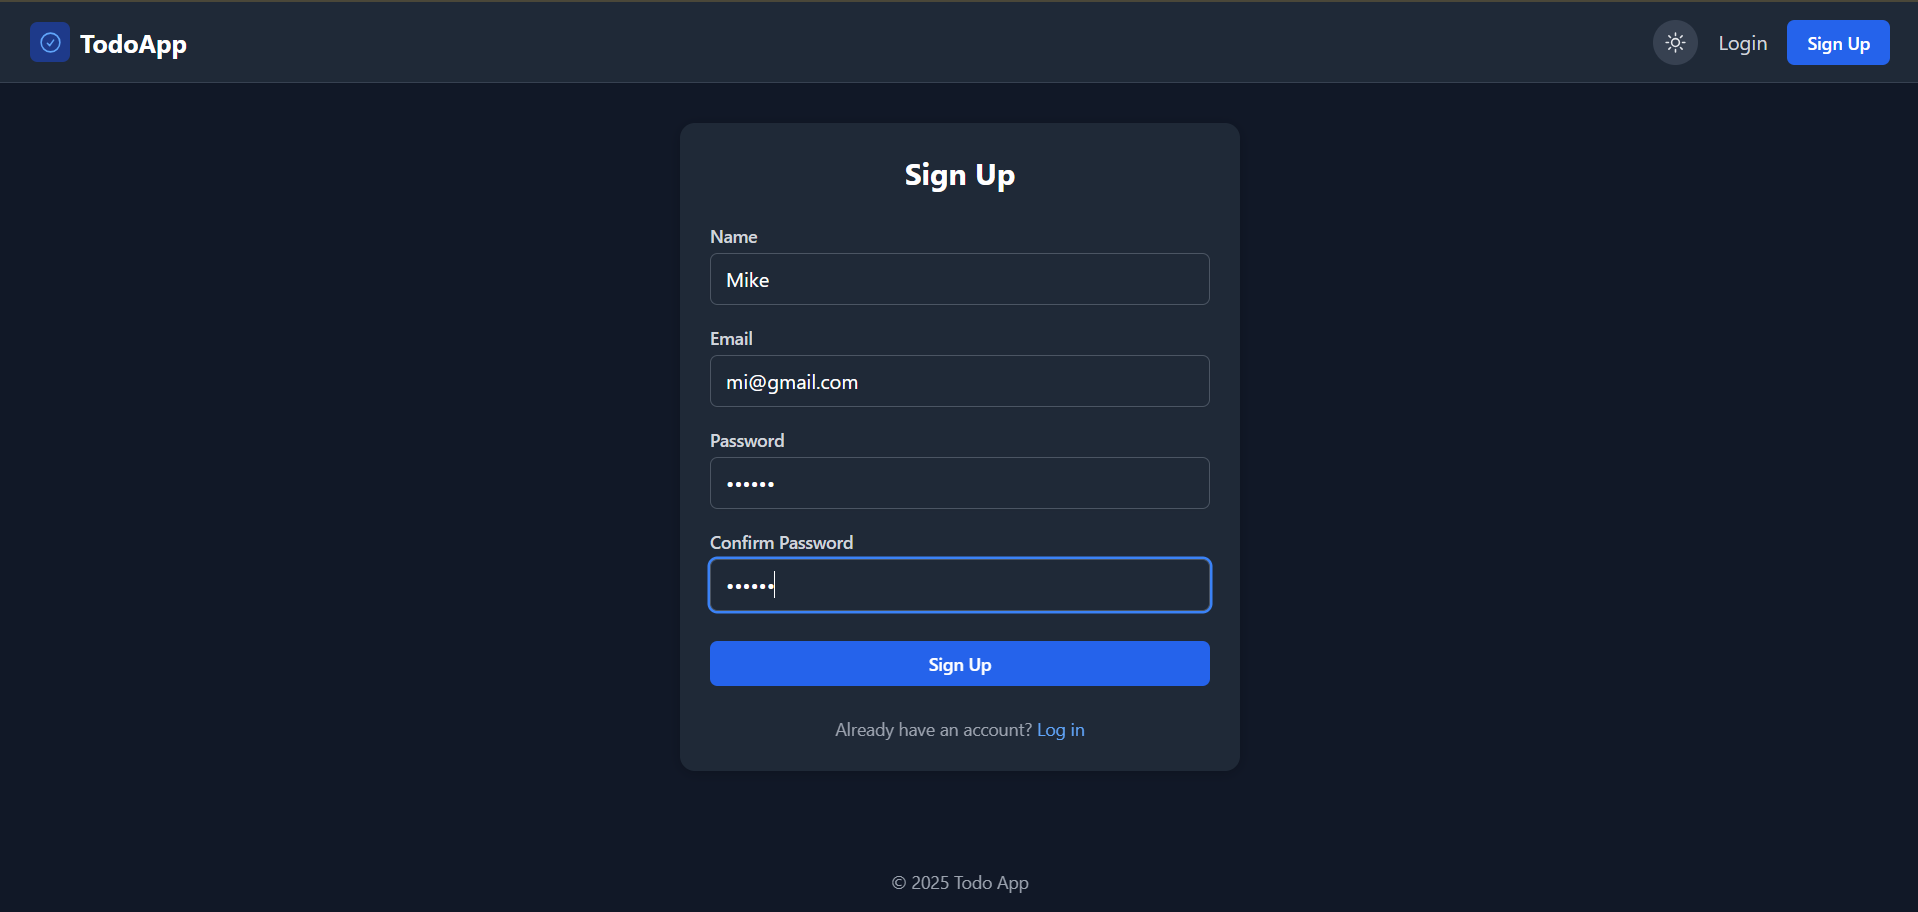 TodoApp
Login
Sign Up
Sign Up
Name
Mike
Email
mi@gmail.com
Password
••••••
Confirm Password
••••••
Sign Up
Already have an account? Log in
© 2025 Todo App